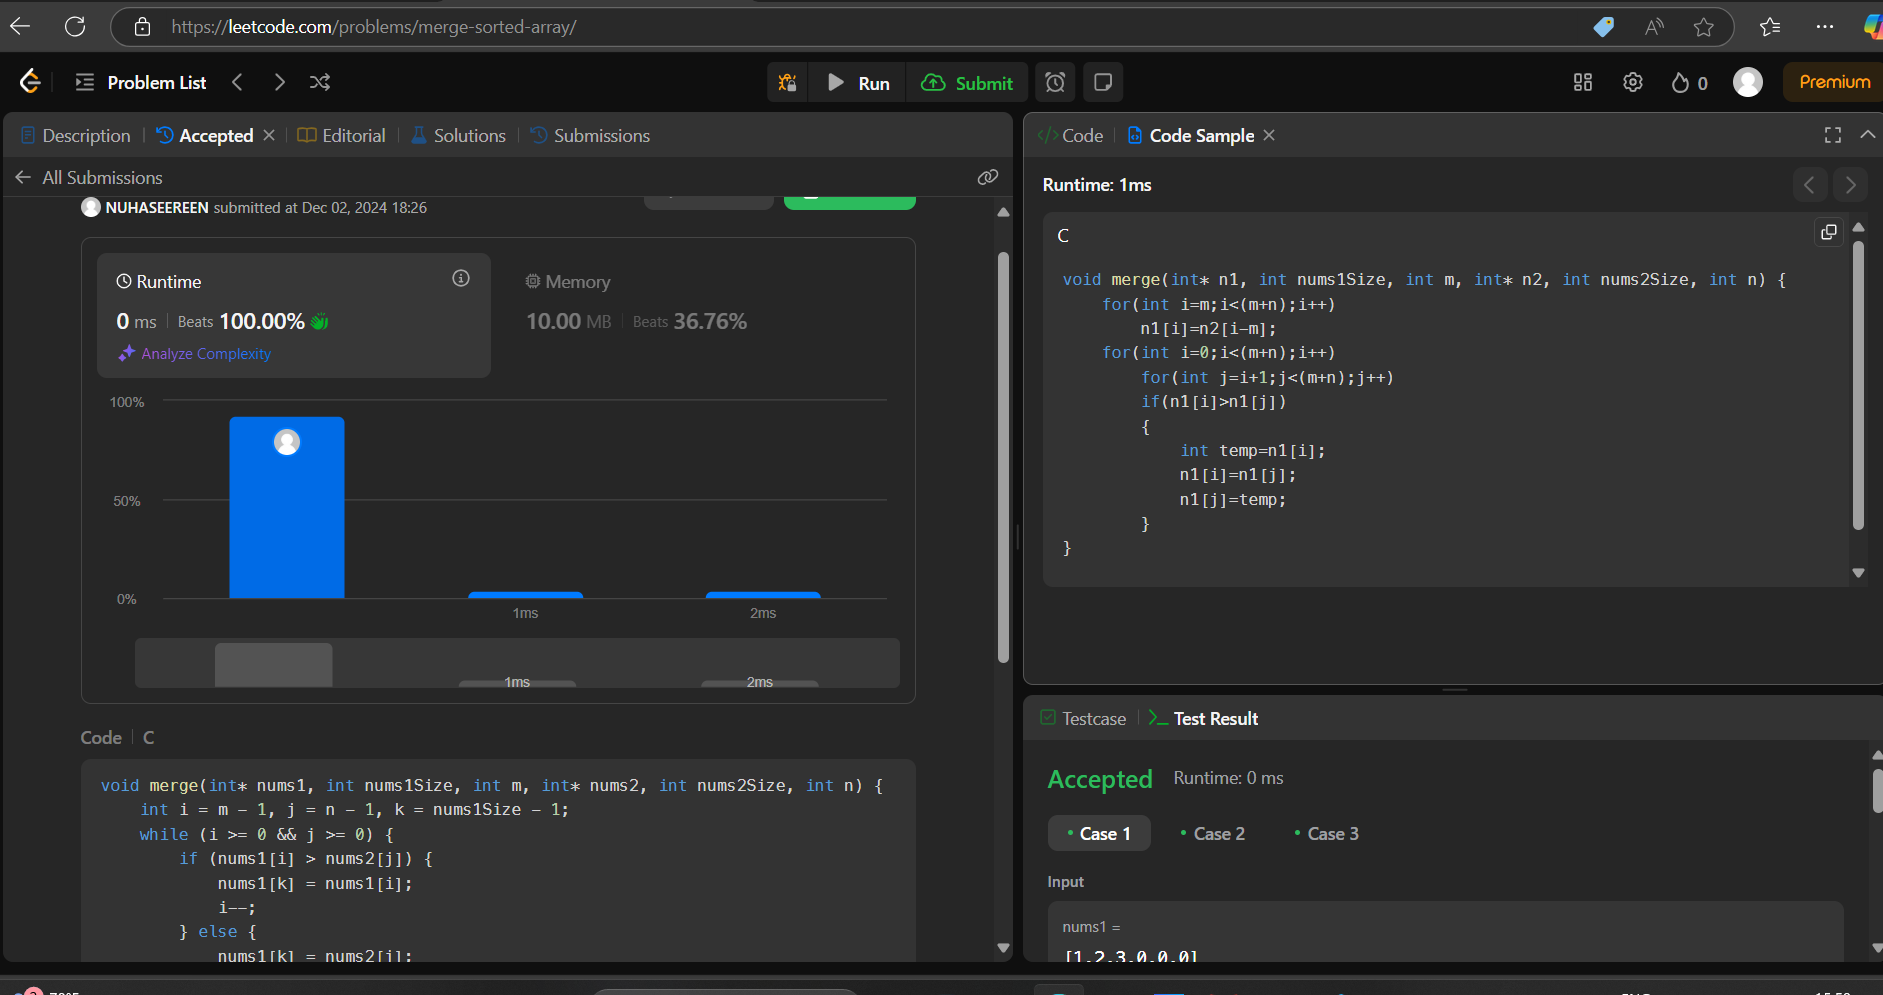 https://leetcode.com/problems/merge-sorted-array/
Problem List
Run
Submit
0
Premium
Description
Accepted
Editorial
Solutions
Submissions
All Submissions
NUHASEEREEN submitted at Dec 02, 2024 18:26
Runtime
0 ms
Beats 100.00%
Analyze Complexity
Memory
10.00 MB
Beats 36.76%
100%
50%
0%
1ms
2ms
1ms
2ms
Code
C
void merge(int* nums1, int nums1Size, int m, int* nums2, int nums2Size, int n) {
int i = m - 1, j = n - 1, k = nums1Size - 1;
while (i >= 0 && j >= 0) {
if (nums1[i] > nums2[j]) {
nums1[k] = nums1[i];
i--;
} else {
nums1[k] = nums2[j];
Code
Code Sample
Runtime: 1ms
C
void merge(int* n1, int nums1Size, int m, int* n2, int nums2Size, int n) {
for(int i=m;i<(m+n);i++)
n1[i]=n2[i-m];
for(int i=0;i<(m+n);i++)
for(int j=i+1;j<(m+n);j++)
if(n1[i]>n1[j])
{
int temp=n1[i];
n1[i]=n1[j];
n1[j]=temp;
}
}
Testcase
Test Result
Accepted
Runtime: 0 ms
Case 1
Case 2
Case 3
Input
nums1 =
[1,2,3,0,0,0]